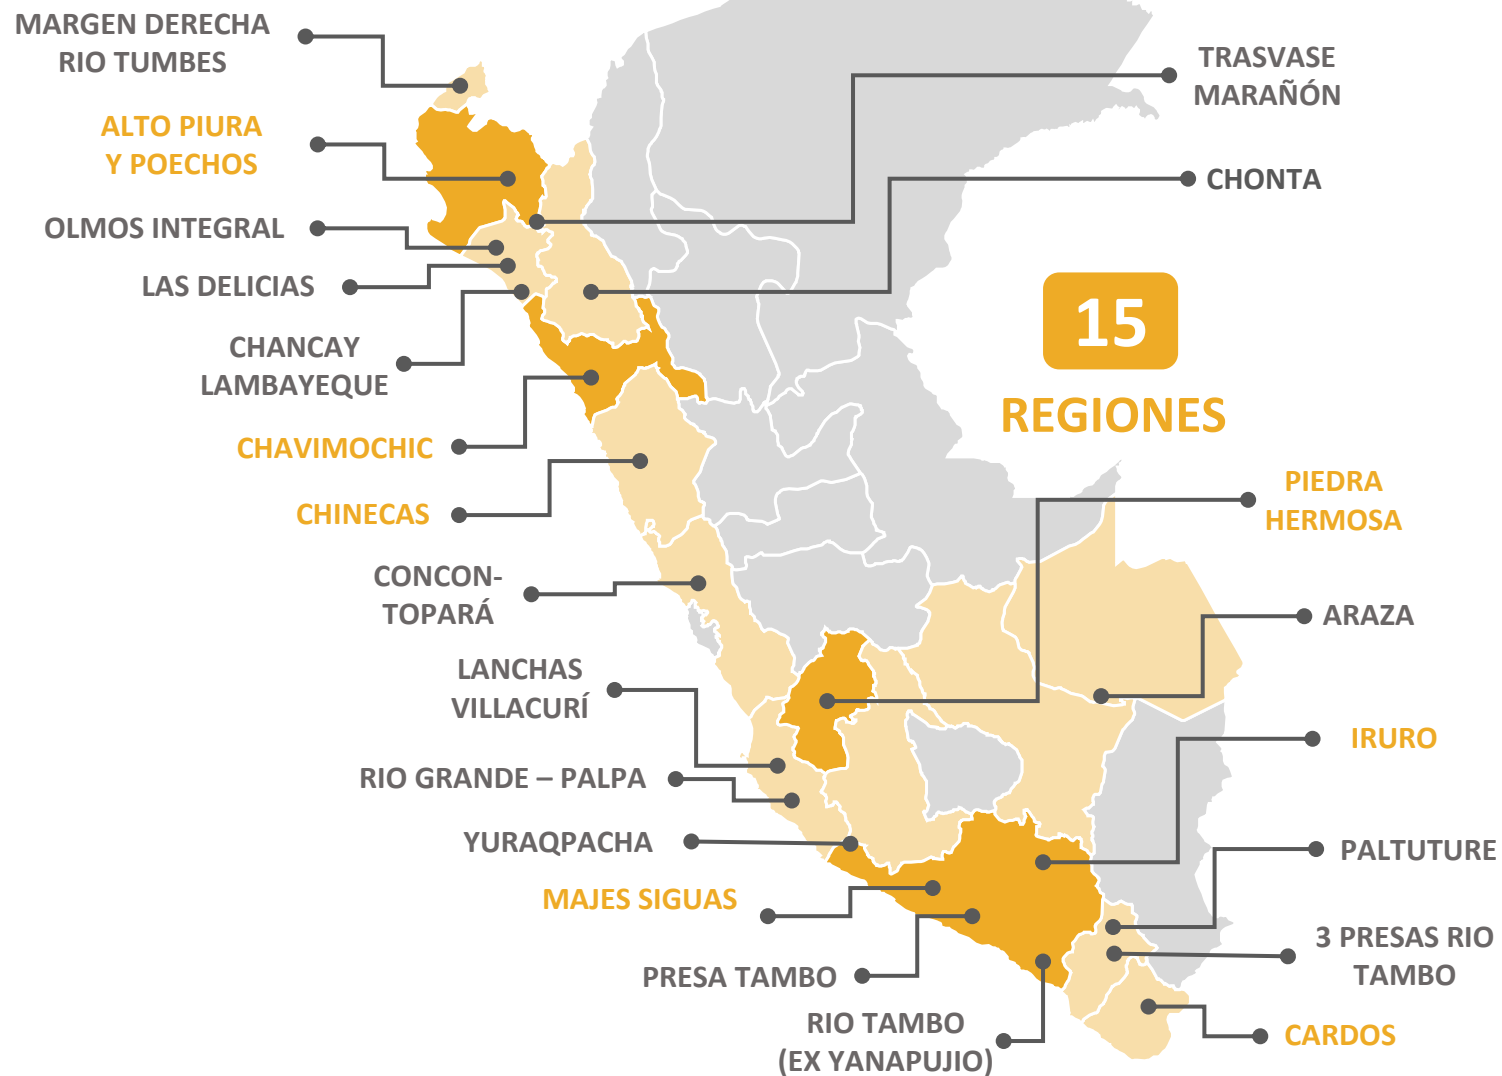 MARGEN DERECHA
RIO TUMBES
ALTO PIURA
Y POECHOS
OLMOS INTEGRAL
LAS DELICIAS
CHANCAY
LAMBAYEQUE
CHAVIMOCHIC
CHINECAS
CONCON-
TOPARÁ
LANCHAS
VILLACURÍ
RIO GRANDE – PALPA
YURAQPACHA
MAJES SIGUAS
PRESA TAMBO
RIO TAMBO
(EX YANAPUJIO)
TRASVASE
MARAÑÓN
CHONTA
15
REGIONES
PIEDRA
HERMOSA
ARAZA
IRURO
PALTUTURE
3 PRESAS RIO
TAMBO
CARDOS